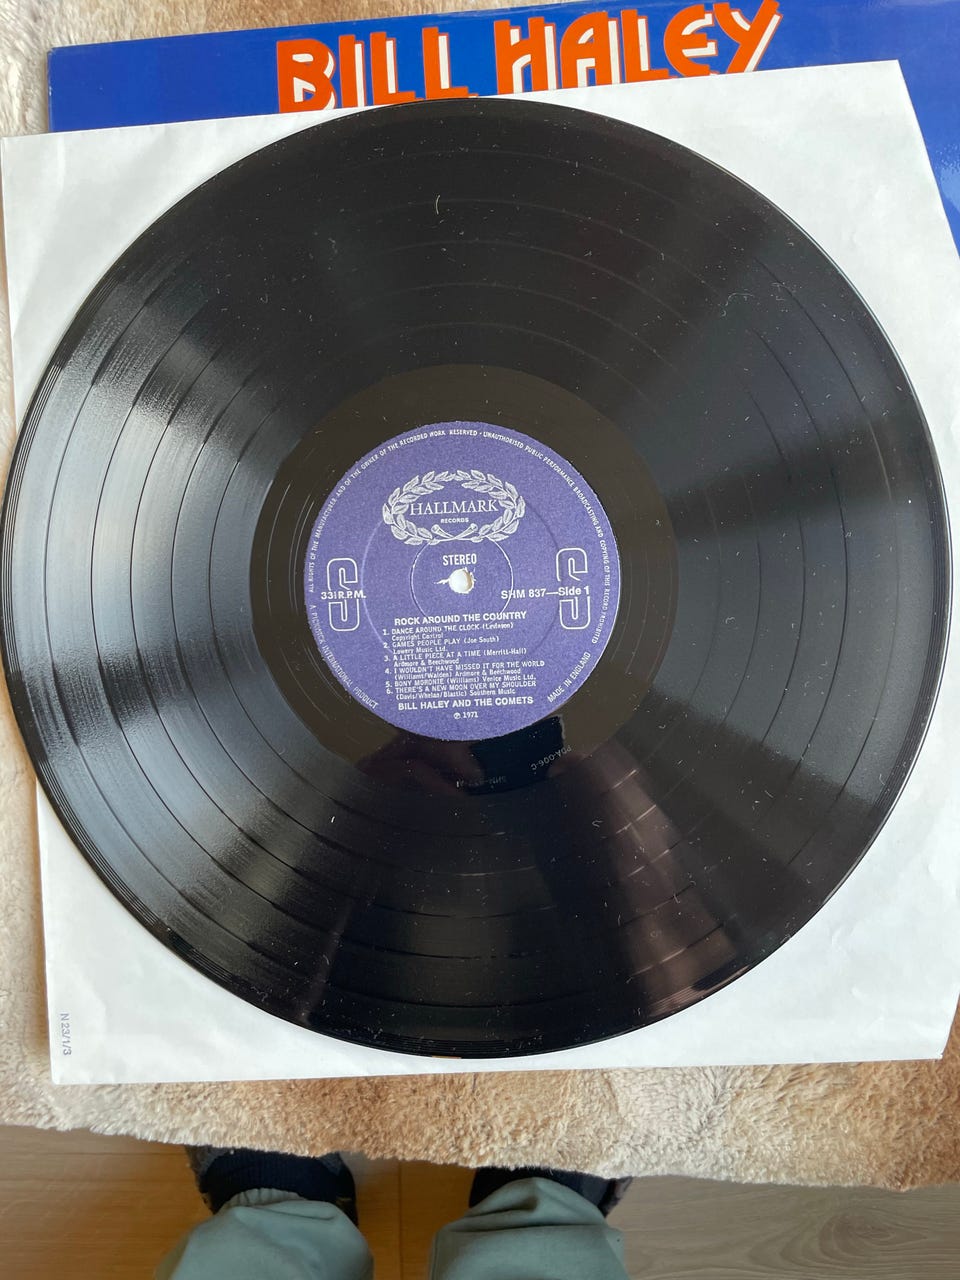 BILL HALEY
ALL RIGHTS OF THE MANUFACTURER AND OF THE OWNER OF THE RECORDED WORK RESERVED - UNAUTHORISED PUBLIC PERFORMANCE BROADCASTING AND COPYING OF THIS RECORD PROHIBITED
HALLMARK
RECORDS
STEREO
S S
33⅓ R.P.M. SHM 837—Side 1
ROCK AROUND THE COUNTRY
1. DANCE AROUND THE CLOCK
Copyright Control
2. GAMES PEOPLE PLAY (Joe South)
Lowery Music Ltd.
3. A LITTLE PIECE AT A TIME (Merritt-Hall)
Ardmore & Beechwood
4. I WOULDN'T HAVE MISSED IT FOR THE WORLD
(Williams/Walden) Ardmore & Beechwood
5. BONY MORONIE (Williams) Venice Music Ltd.
6. THERE'S A NEW MOON OVER MY SHOULDER
(Davis/Whelan/Blastic) Southern Music
BILL HALEY AND THE COMETS
℗ 1971
A PICKWICK INTERNATIONAL PRODUCT
MADE IN ENGLAND
PDA-006-C
N 23/1/3